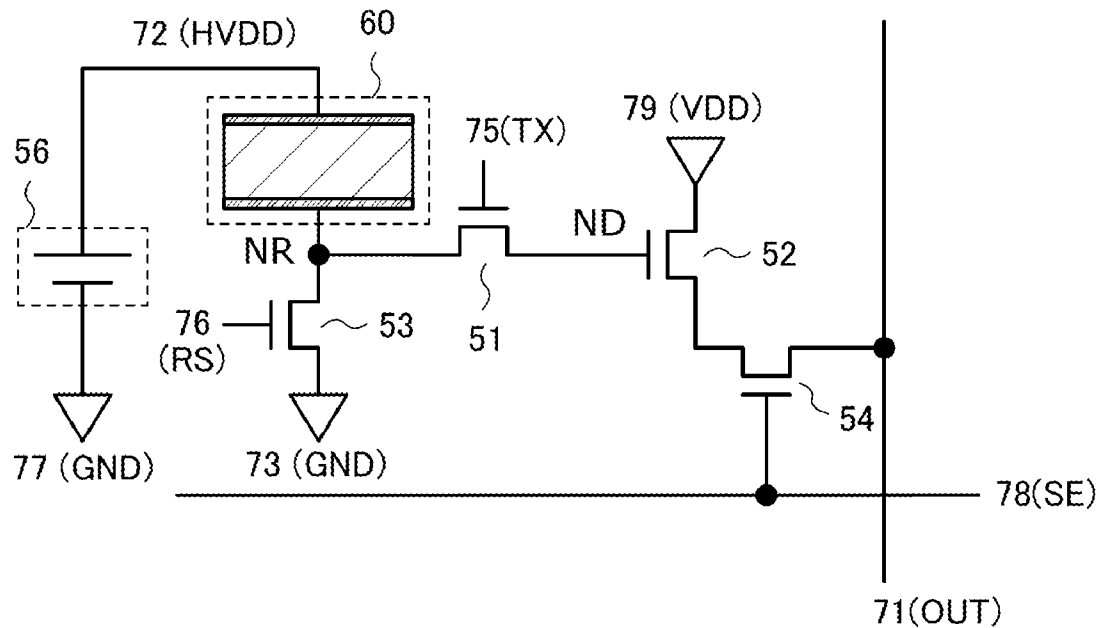 72 (HVDD)
60
75(TX)
79 (VDD)
56
NR
ND
52
76
(RS)
53
51
54
77 (GND)
73 (GND)
78(SE)
71(OUT)